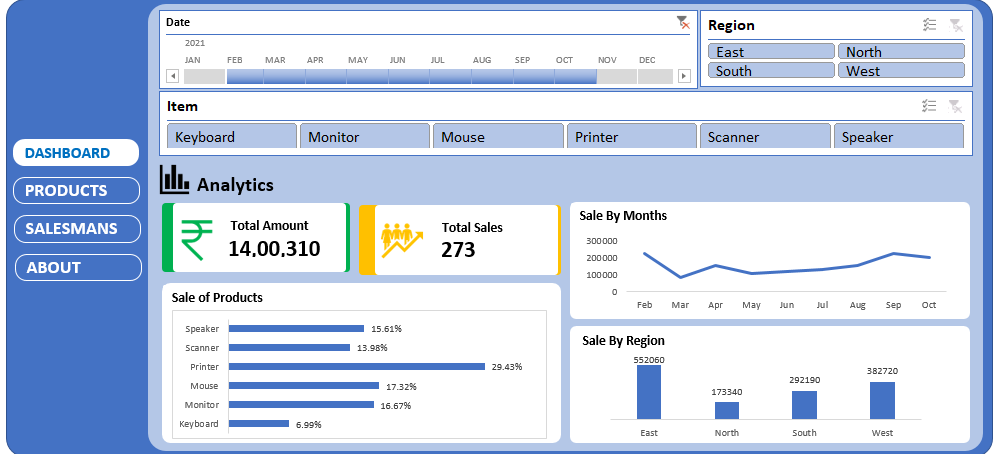 Date
2021
JAN FEB MAR APR MAY JUN JUL AUG SEP OCT NOV DEC
Region
East North
South West
Item
Keyboard Monitor Mouse Printer Scanner Speaker
DASHBOARD
PRODUCTS
SALESMANS
ABOUT
Analytics
Total Amount
14,00,310
Total Sales
273
Sale By Months
300000
200000
100000
0
Feb Mar Apr May Jun Jul Aug Sep Oct
Sale of Products
Speaker 15.61%
Scanner 13.98%
Printer 29.43%
Mouse 17.32%
Monitor 16.67%
Keyboard 6.99%
Sale By Region
552060 173340 292190 382720
East North South West